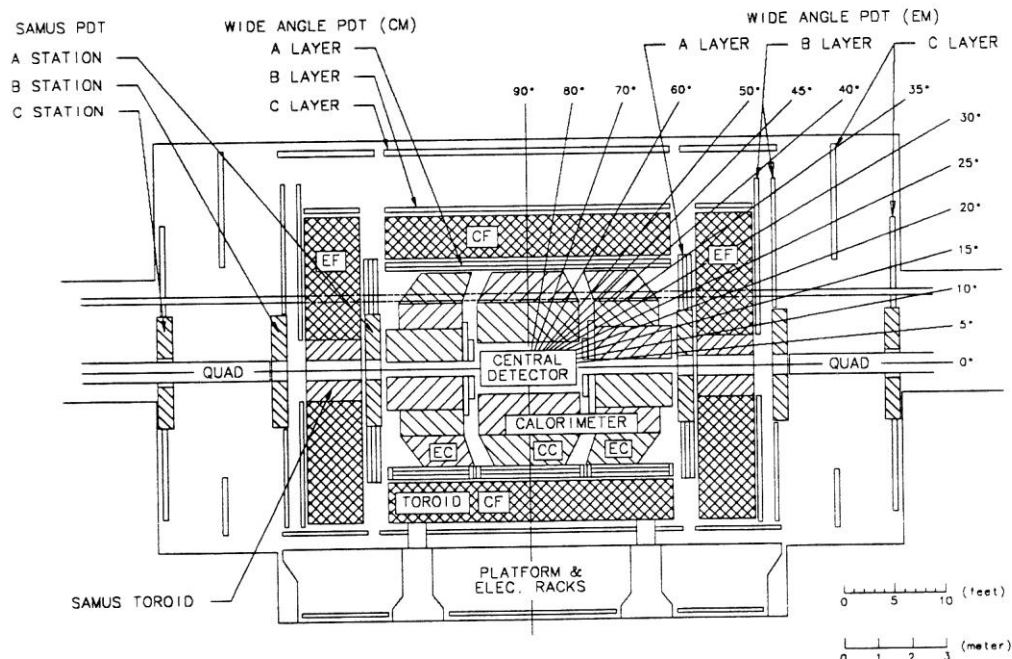 SAMUS PDT
A STATION
B STATION
C STATION
WIDE ANGLE PDT (CM)
A LAYER
B LAYER
C LAYER
WIDE ANGLE PDT (EM)
A LAYER
B LAYER
C LAYER
90°
80°
70°
60°
50°
45°
40°
35°
30°
25°
20°
15°
10°
5°
0°
CF
EF
EF
QUAD
CENTRAL
DETECTOR
QUAD
CALORIMETER
EC
CC
EC
TOROID
CF
SAMUS TOROID
PLATFORM &
ELEC. RACKS
0 5 10 (feet)
0 1 2 3 (meter)